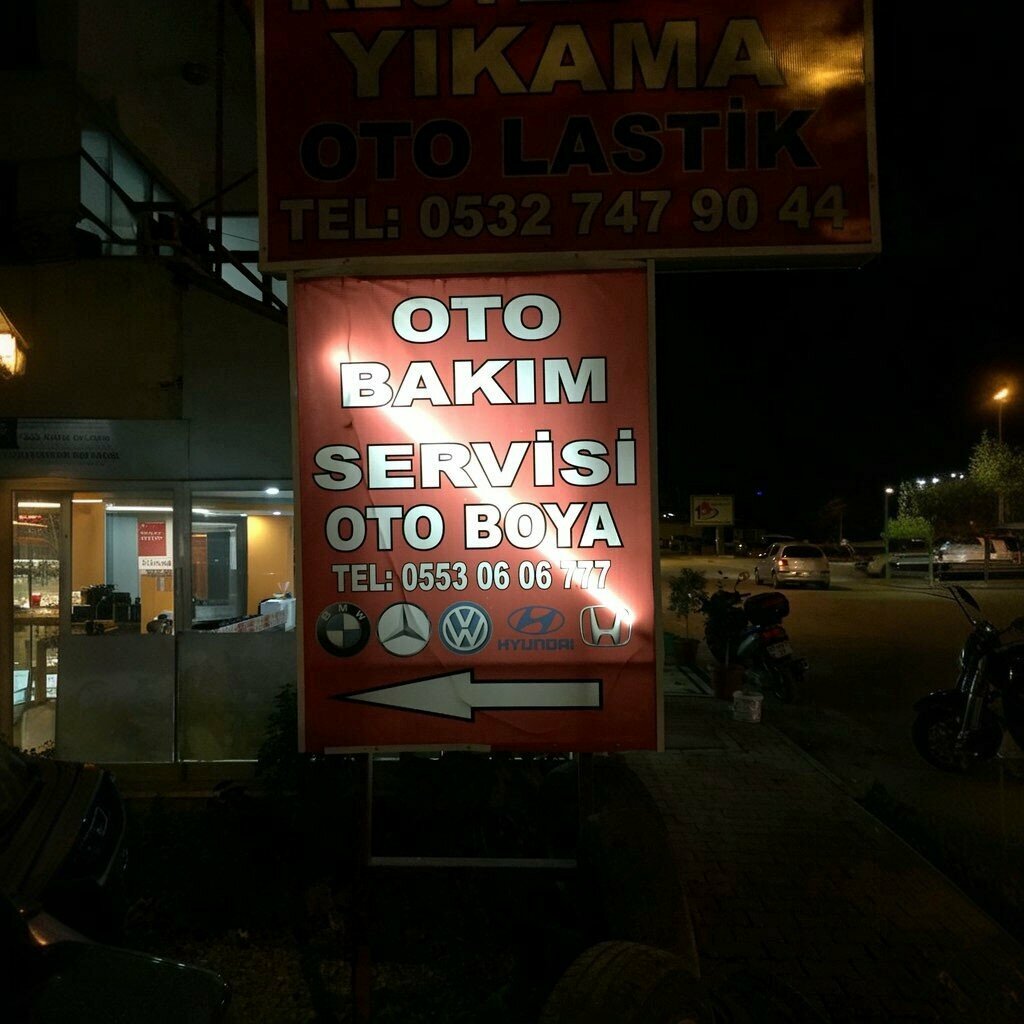 YIKAMA
OTO LASTİK
TEL: 0532 747 90 44
OTO
BAKIM
SERVİSİ
OTO BOYA
TEL: 0553 06 06 777
BMW
HYUNDAI